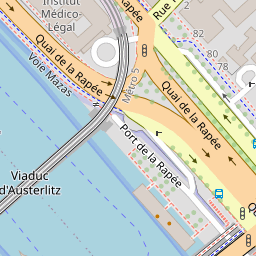 Institut
Médico-
Légal
Rapée
Rue
82
80
78
Quai de la Rapée
Voie Mazas
Métro 5
Quai de la Rapée
Port de la Rapée
Viaduc
d'Austerlitz